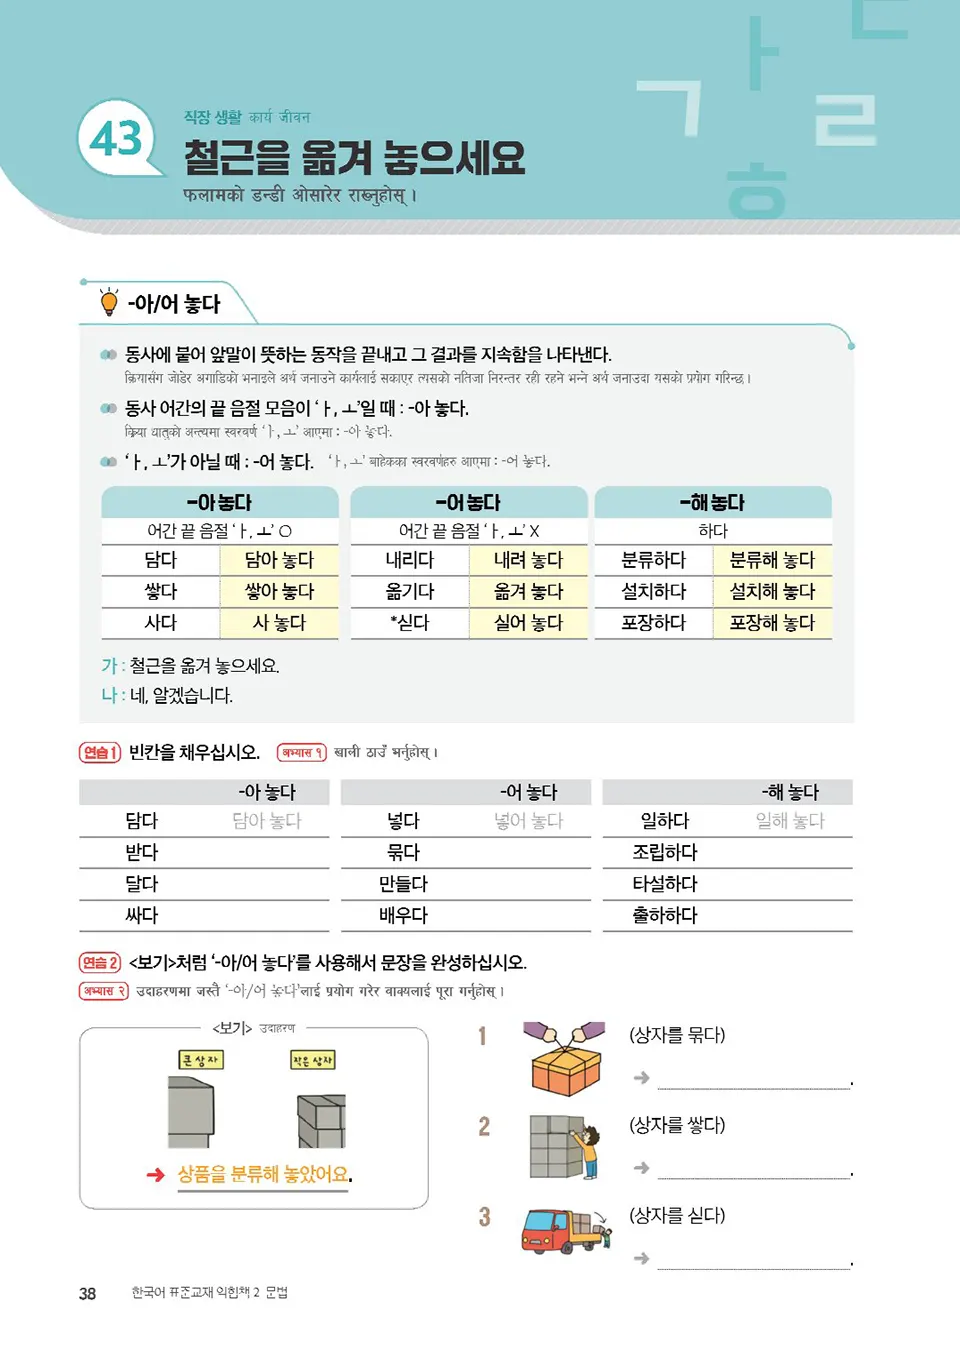 43
직장 생활 कार्य जीवन
철근을 옮겨 놓으세요
फलामको डन्डी ओसारेर राख्नुहोस् ।
-아/어 놓다
동사에 붙어 앞말이 뜻하는 동작을 끝내고 그 결과를 지속함을 나타낸다.
क्रियासँग जोडेर अगाडिको भनाइले अर्थ जनाउने कार्यलाई सकाएर त्यसको नतिजा निरन्तर रही रहने भन्ने अर्थ जनाउदा यसको प्रयोग गरिन्छ ।
동사 어간의 끝 음절 모음이 ‘ㅏ, ㅗ’일 때 : -아 놓다.
क्रिया धातुको अन्त्यमा स्वरवर्ण ‘ㅏ, ㅗ’ आएमा : -아 놓다.
‘ㅏ, ㅗ’가 아닐 때 : -어 놓다. ‘ㅏ, ㅗ’ बाहेकका स्वरवर्णहरु आएमा : -어 놓다.
-아 놓다 -어 놓다 -해 놓다
어간 끝 음절 ‘ㅏ, ㅗ’ O 어간 끝 음절 ‘ㅏ, ㅗ’ X 하다
담다 담아 놓다 내리다 내려 놓다 분류하다 분류해 놓다
쌓다 쌓아 놓다 옮기다 옮겨 놓다 설치하다 설치해 놓다
사다 사 놓다 *싣다 실어 놓다 포장하다 포장해 놓다
가 : 철근을 옮겨 놓으세요.
나 : 네, 알겠습니다.
연습 1 빈칸을 채우십시오. अभ्यास १ खाली ठाउँ भर्नुहोस् ।
-아 놓다 -어 놓다 -해 놓다
담다 담아 놓다 넣다 넣어 놓다 일하다 일해 놓다
받다 묶다 조립하다
달다 만들다 타설하다
싸다 배우다 출하하다
연습 2 <보기>처럼 ‘-아/어 놓다’를 사용해서 문장을 완성하십시오.
अभ्यास २ उदाहरणमा जस्तै ‘-아/어 놓다’लाई प्रयोग गरेर वाक्यलाई पूरा गर्नुहोस् ।
<보기> उदाहरण
큰 상자 작은 상자
➔ 상품을 분류해 놓았어요.
1 (상자를 묶다)
➔ .
2 (상자를 쌓다)
➔ .
3 (상자를 싣다)
➔ .
38 한국어 표준교재 익힘책 2 문법